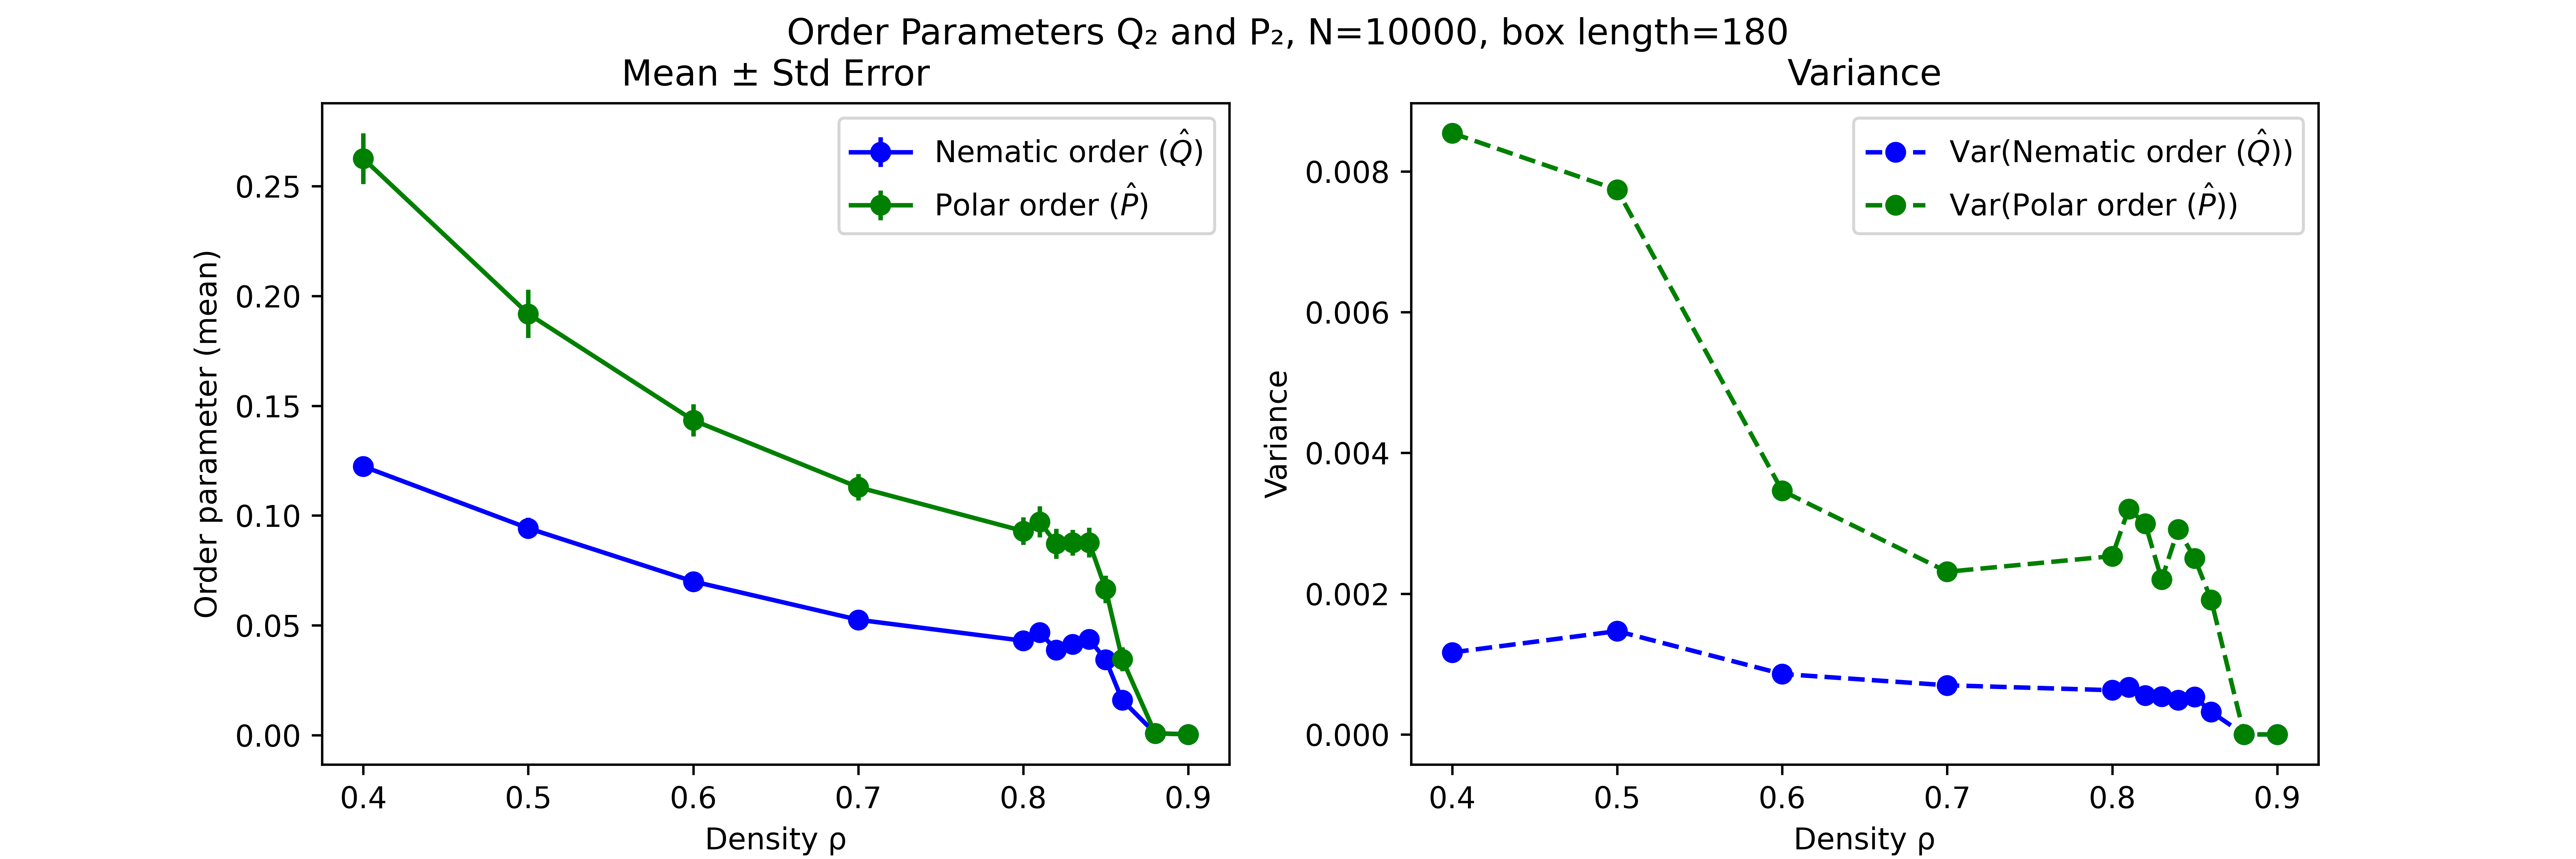 Order Parameters Q₂ and P₂, N=10000, box length=180
Mean ± Std Error
Order parameter (mean)
0.25
0.20
0.15
0.10
0.05
0.00
0.4 0.5 0.6 0.7 0.8 0.9
Density ρ
Nematic order (Q̂)
Polar order (P̂)
Variance
Variance
0.008
0.006
0.004
0.002
0.000
0.4 0.5 0.6 0.7 0.8 0.9
Density ρ
Var(Nematic order (Q̂))
Var(Polar order (P̂))